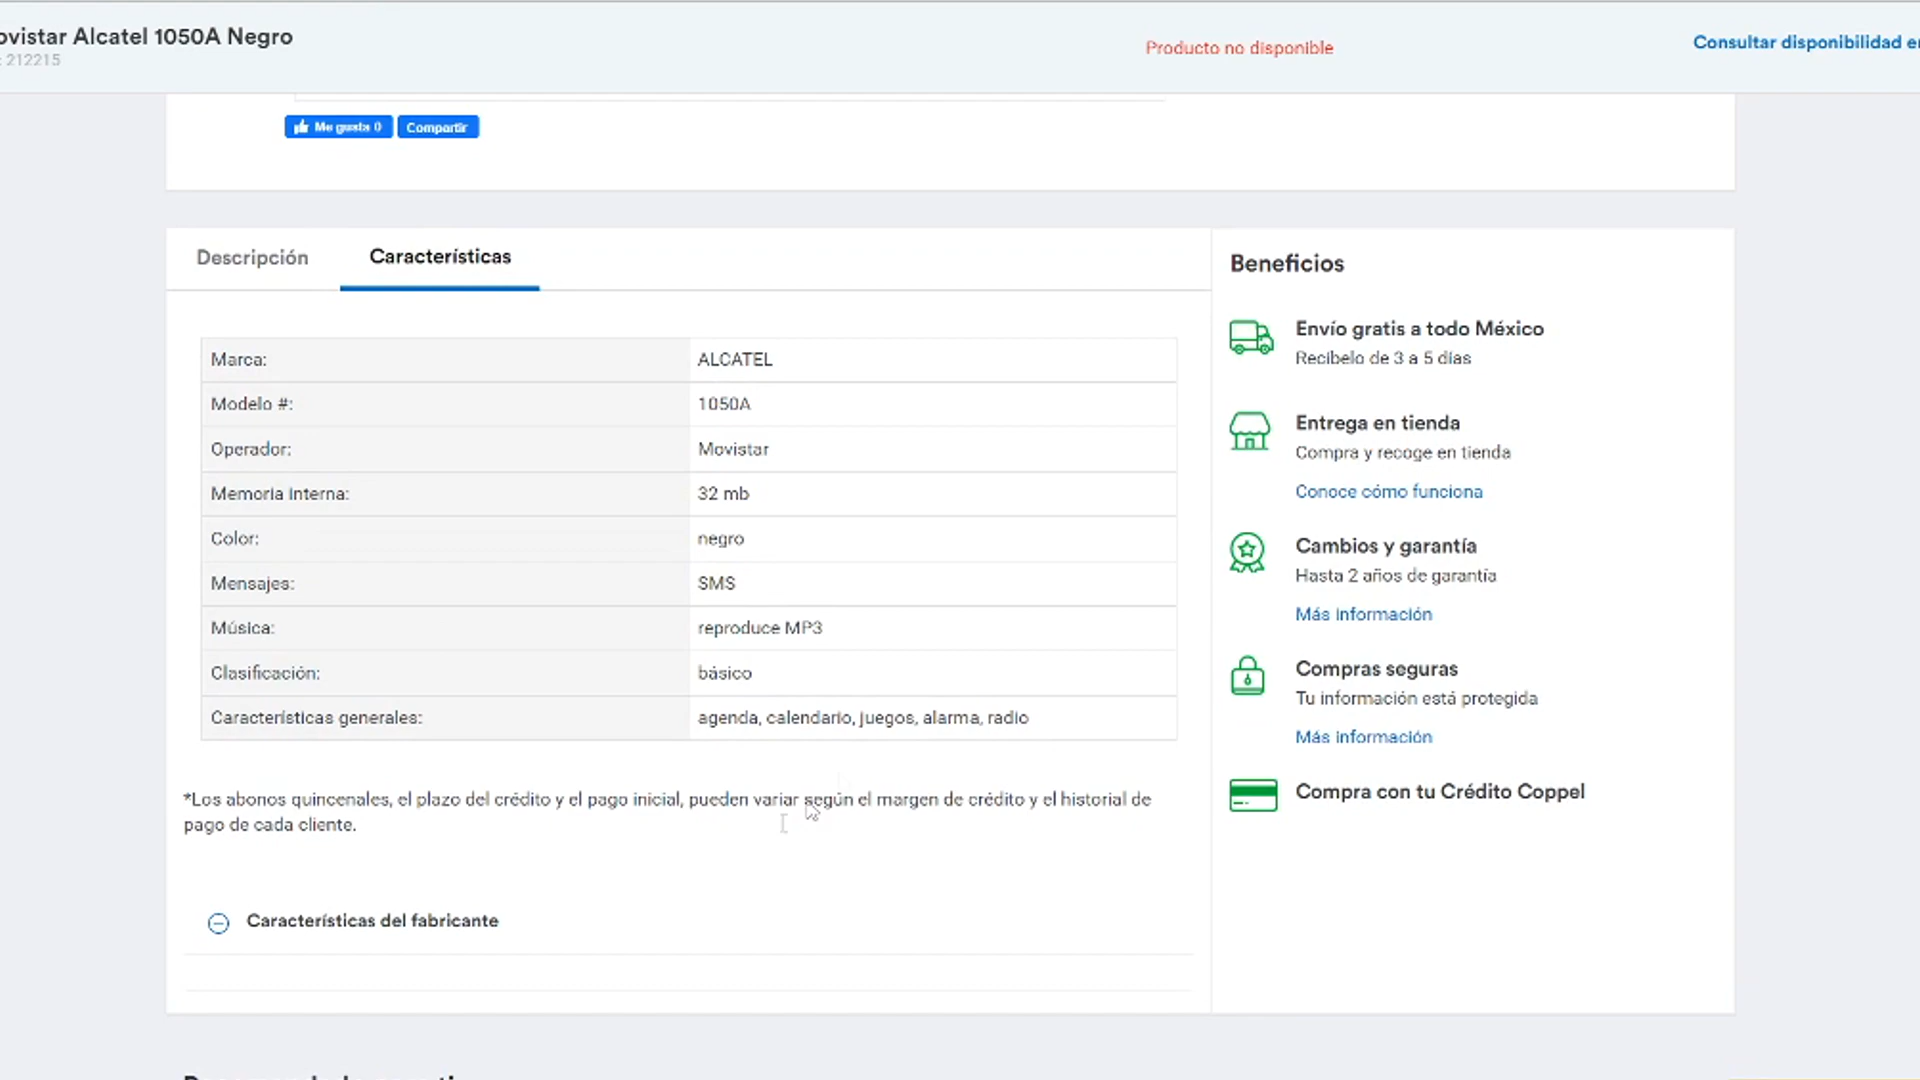 ovistar Alcatel 1050A Negro
: 212215
Producto no disponible
Consultar disponibilidad
Me gusta 0
Compartir
Descripción
Características
Marca: ALCATEL
Modelo #: 1050A
Operador: Movistar
Memoria interna: 32 mb
Color: negro
Mensajes: SMS
Música: reproduce MP3
Clasificación: básico
Características generales: agenda, calendario, juegos, alarma, radio
*Los abonos quincenales, el plazo del crédito y el pago inicial, pueden variar según el margen de crédito y el historial de
pago de cada cliente.
Características del fabricante
Beneficios
Envío gratis a todo México
Recíbelo de 3 a 5 días
Entrega en tienda
Compra y recoge en tienda
Conoce cómo funciona
Cambios y garantía
Hasta 2 años de garantía
Más información
Compras seguras
Tu información está protegida
Más información
Compra con tu Crédito Coppel